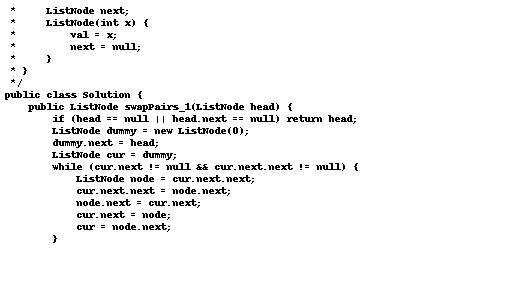 *     ListNode next;
 *     ListNode(int x) {
 *         val = x;
 *         next = null;
 *     }
 * }
 */
public class Solution {
    public ListNode swapPairs_1(ListNode head) {
        if (head == null || head.next == null) return head;
        ListNode dummy = new ListNode(0);
        dummy.next = head;
        ListNode cur = dummy;
        while (cur.next != null && cur.next.next != null) {
            ListNode node = cur.next.next;
            cur.next.next = node.next;
            node.next = cur.next;
            cur.next = node;
            cur = node.next;
        }